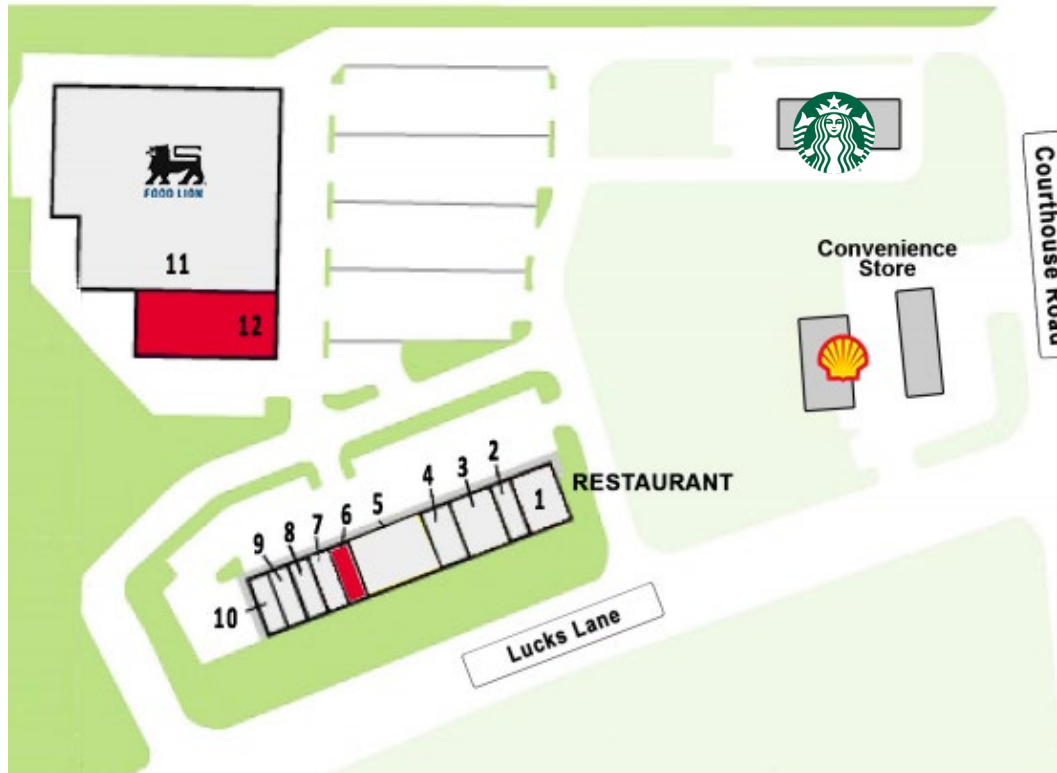 FOOD LION
11
12
Convenience
Store
Courthouse Road
RESTAURANT
1
2
3
4
5
6
7
8
9
10
Lucks Lane